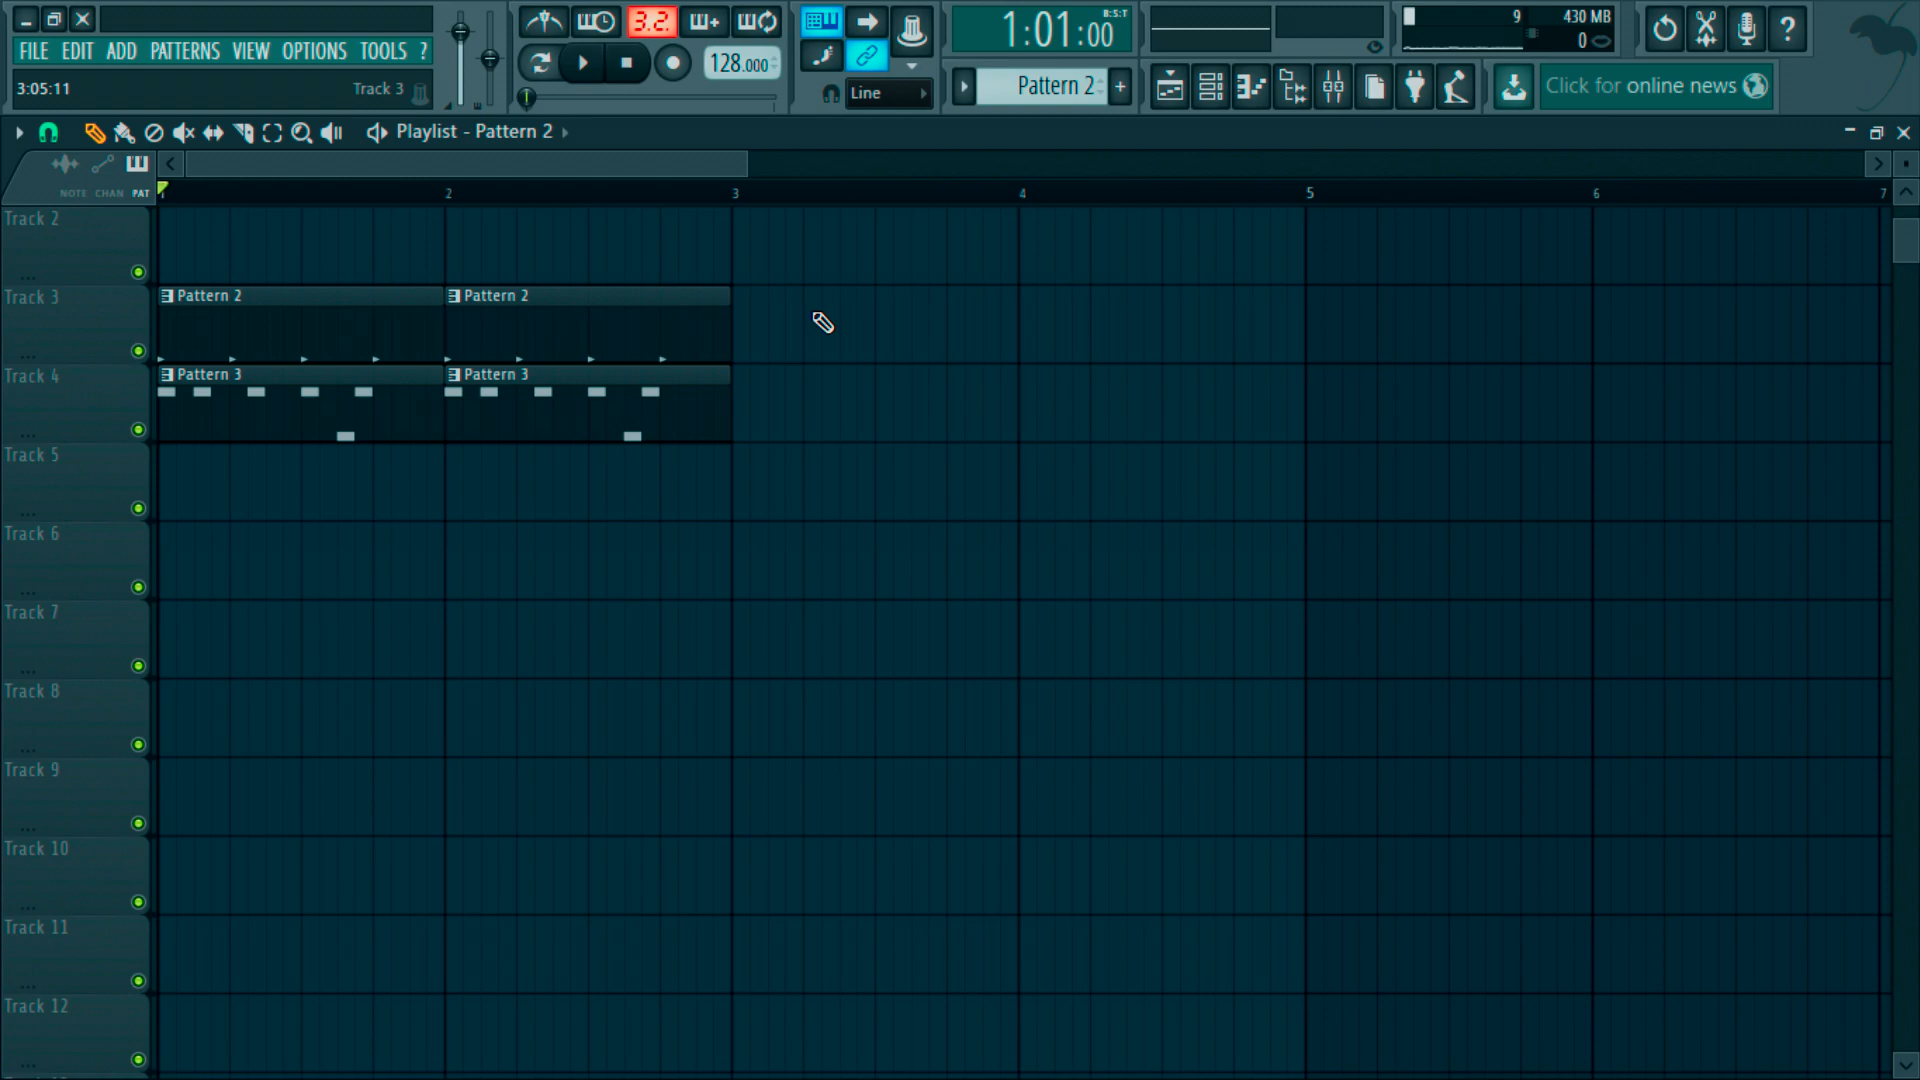 3.2.
1:01:00 B:S:T
9 430 MB
0
FILE EDIT ADD PATTERNS VIEW OPTIONS TOOLS ?
128.000
3:05:11 Track 3
Line
Pattern 2 +
Click for online news
Playlist - Pattern 2
NOTE CHAN PAT
2 3 4 5 6 7
Track 2
Track 3
Pattern 2 Pattern 2
Track 4
Pattern 3 Pattern 3
Track 5
Track 6
Track 7
Track 8
Track 9
Track 10
Track 11
Track 12